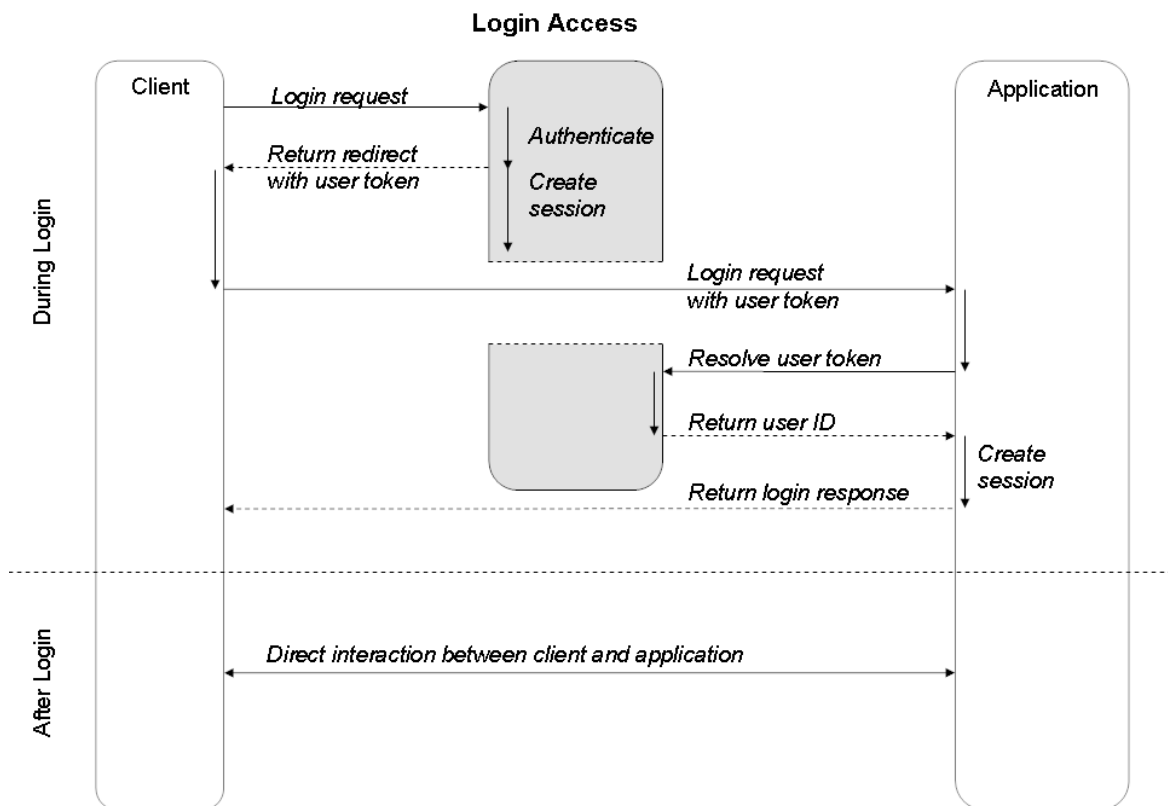 Login Access
Client
Application
Login request
Authenticate
Return redirect
with user token
Create
session
During Login
Login request
with user token
Resolve user token
Return user ID
Create
session
Return login response
After Login
Direct interaction between client and application